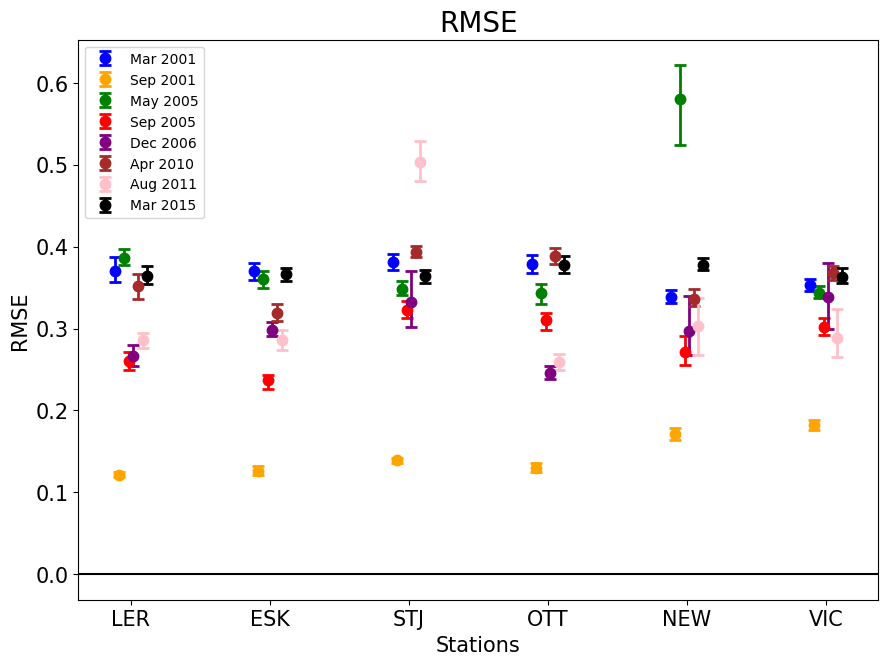 RMSE
0.6
0.5
0.4
0.3
0.2
0.1
0.0
RMSE
Mar 2001
Sep 2001
May 2005
Sep 2005
Dec 2006
Apr 2010
Aug 2011
Mar 2015
LER ESK STJ OTT NEW VIC
Stations